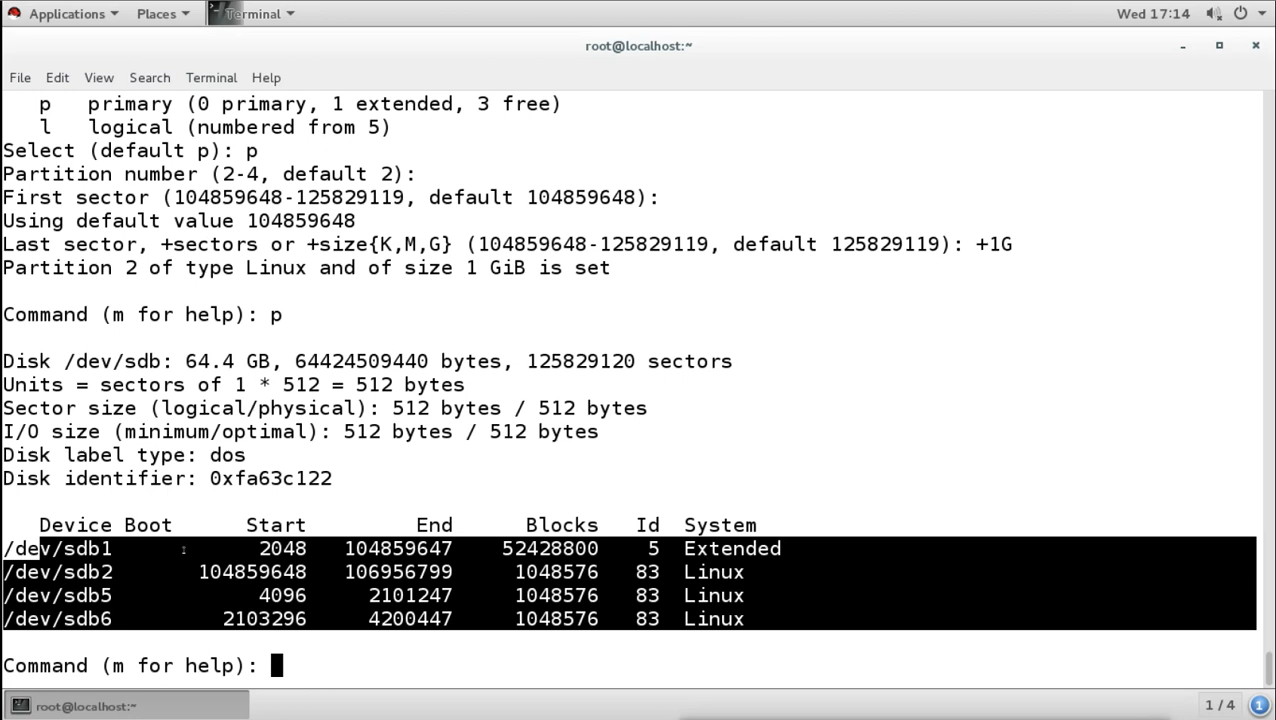 Applications Places Terminal Wed 17:14
root@localhost:~
File Edit View Search Terminal Help
p primary (0 primary, 1 extended, 3 free)
l logical (numbered from 5)
Select (default p): p
Partition number (2-4, default 2):
First sector (104859648-125829119, default 104859648):
Using default value 104859648
Last sector, +sectors or +size{K,M,G} (104859648-125829119, default 125829119): +1G
Partition 2 of type Linux and of size 1 GiB is set
Command (m for help): p
Disk /dev/sdb: 64.4 GB, 64424509440 bytes, 125829120 sectors
Units = sectors of 1 * 512 = 512 bytes
Sector size (logical/physical): 512 bytes / 512 bytes
I/O size (minimum/optimal): 512 bytes / 512 bytes
Disk label type: dos
Disk identifier: 0xfa63c122
Device Boot Start End Blocks Id System
/dev/sdb1 2048 104859647 52428800 5 Extended
/dev/sdb2 104859648 106956799 1048576 83 Linux
/dev/sdb5 4096 2101247 1048576 83 Linux
/dev/sdb6 2103296 4200447 1048576 83 Linux
Command (m for help):
root@localhost:~ 1 / 4 1